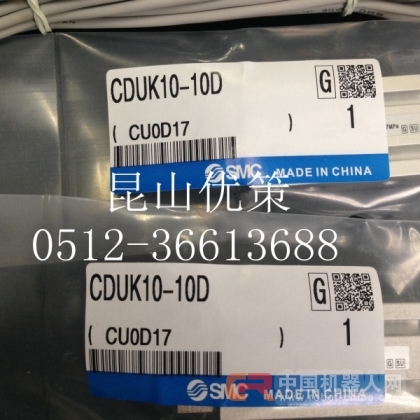 CDUK10-10D
G
1
( CU0D17 )
SMC MADE IN CHINA
昆山优策
0512-36613688
CDUK10-10D
G
1
( CU0D17 )
SMC MADE IN CHINA
中国机器人网